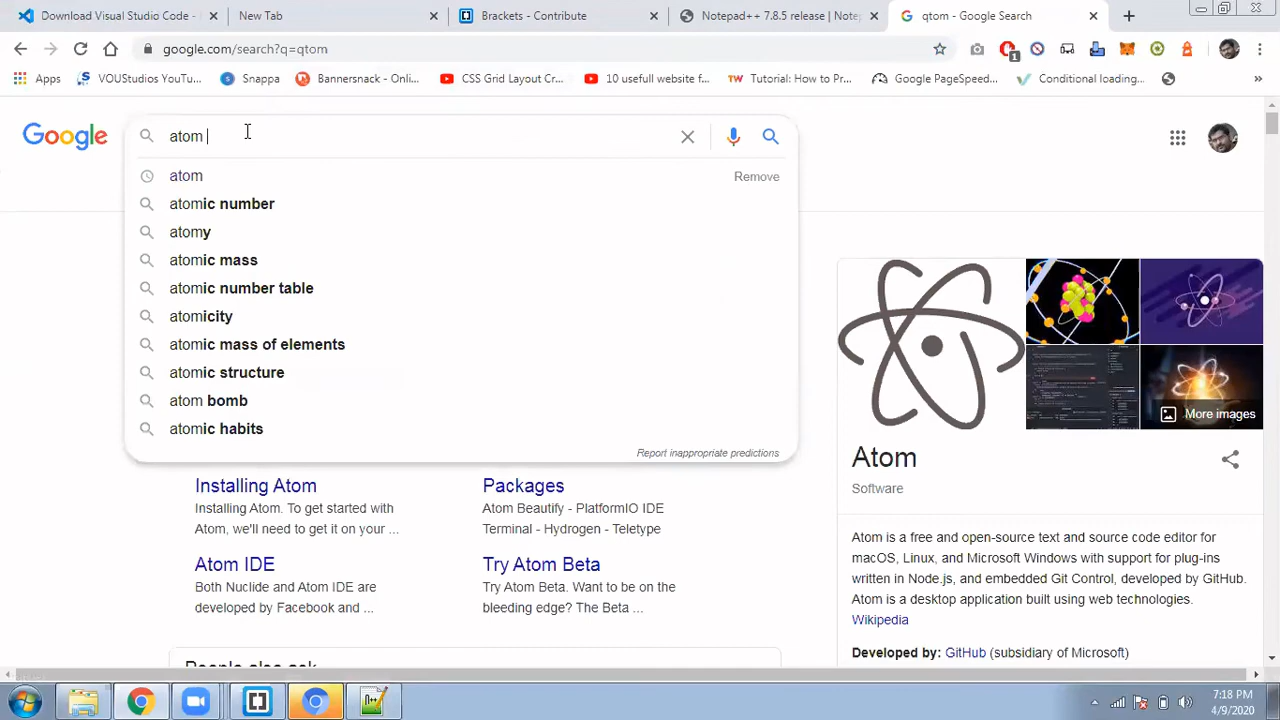 Download Visual Studio Code -
New Tab
Brackets - Contribute
Notepad++ 7.8.5 release | Note
qtom - Google Search
google.com/search?q=qtom
1
Apps
VOUStudios YouTu...
Snappa
Bannersnack - Onli...
CSS Grid Layout Cr...
10 usefull website f...
TW
Tutorial: How to Pr...
Google PageSpeed...
Conditional loading...
»
Google
atom
atom
Remove
atomic number
atomy
atomic mass
atomic number table
atomicity
atomic mass of elements
atomic structure
atom bomb
atomic habits
Report inappropriate predictions
Installing Atom
Installing Atom. To get started with
Atom, we'll need to get it on your ...
Packages
Atom Beautify - PlatformIO IDE
Terminal - Hydrogen - Teletype
Atom IDE
Both Nuclide and Atom IDE are
developed by Facebook and ...
Try Atom Beta
Try Atom Beta. Want to be on the
bleeding edge? The Beta ...
People also ask
More images
Atom
Software
Atom is a free and open-source text and source code editor for
macOS, Linux, and Microsoft Windows with support for plug-ins
written in Node.js, and embedded Git Control, developed by GitHub.
Atom is a desktop application built using web technologies.
Wikipedia
Developed by: GitHub (subsidiary of Microsoft)
7:18 PM
4/9/2020